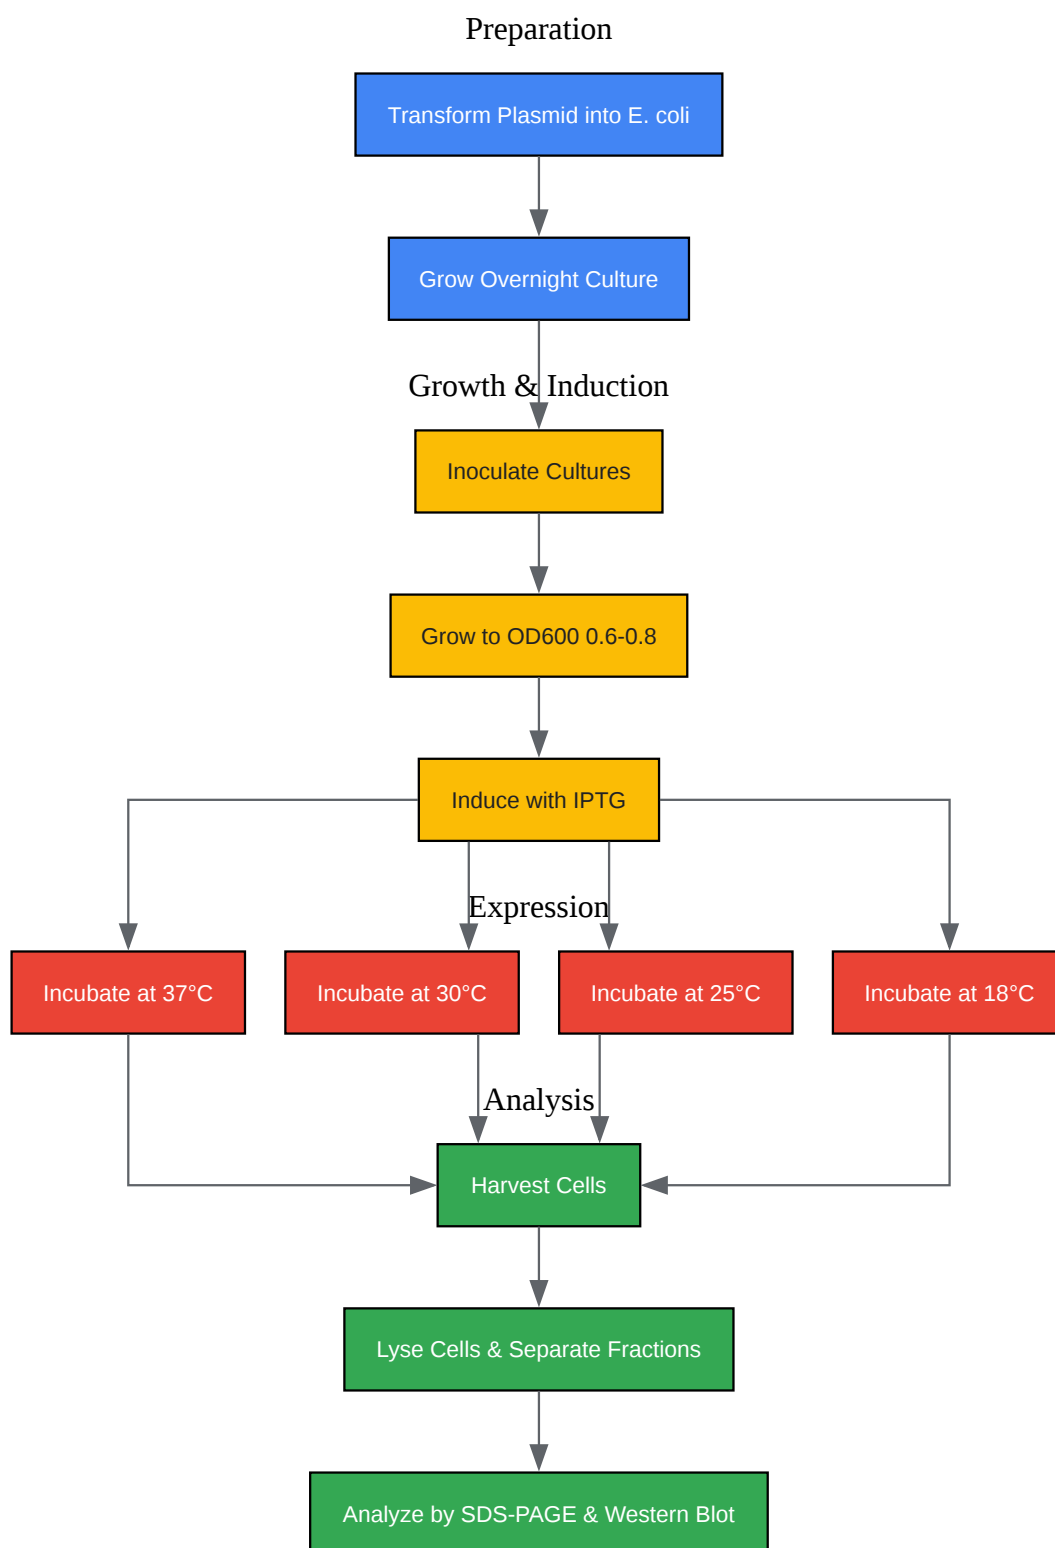 Preparation
Transform Plasmid into E. coli
Grow Overnight Culture
Growth & Induction
Inoculate Cultures
Grow to OD600 0.6-0.8
Induce with IPTG
Expression
Incubate at 37°C
Incubate at 30°C
Incubate at 25°C
Incubate at 18°C
Analysis
Harvest Cells
Lyse Cells & Separate Fractions
Analyze by SDS-PAGE & Western Blot